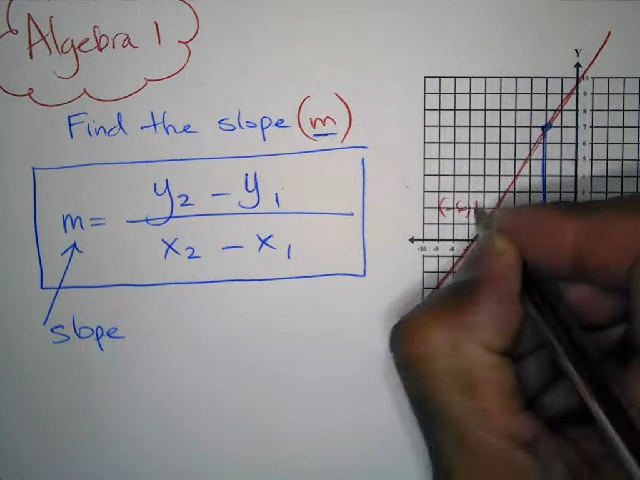 Algebra 1
Find the slope (m)
m = y₂ - y₁ / x₂ - x₁
slope
Y